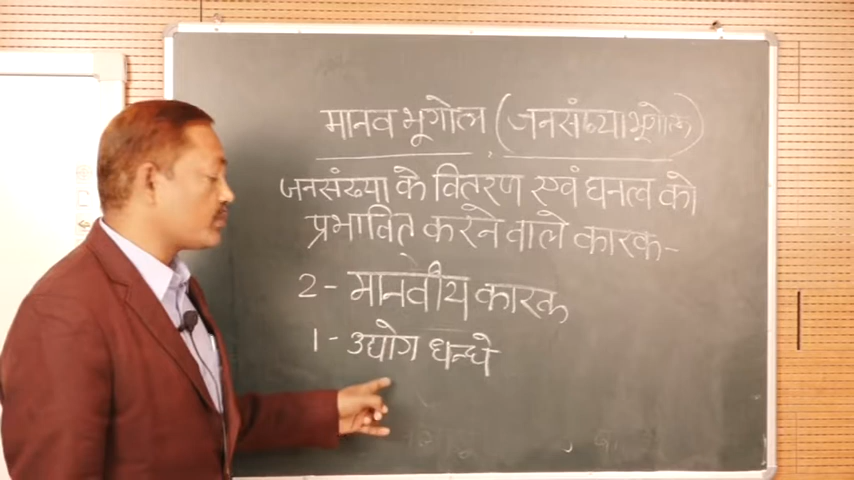 मानव भूगोल (जनसंख्या भूगोल)
जनसंख्या के वितरण एवं घनत्व को
प्रभावित करने वाले कारक-
2- मानवीय कारक
1- उद्योग धन्धे